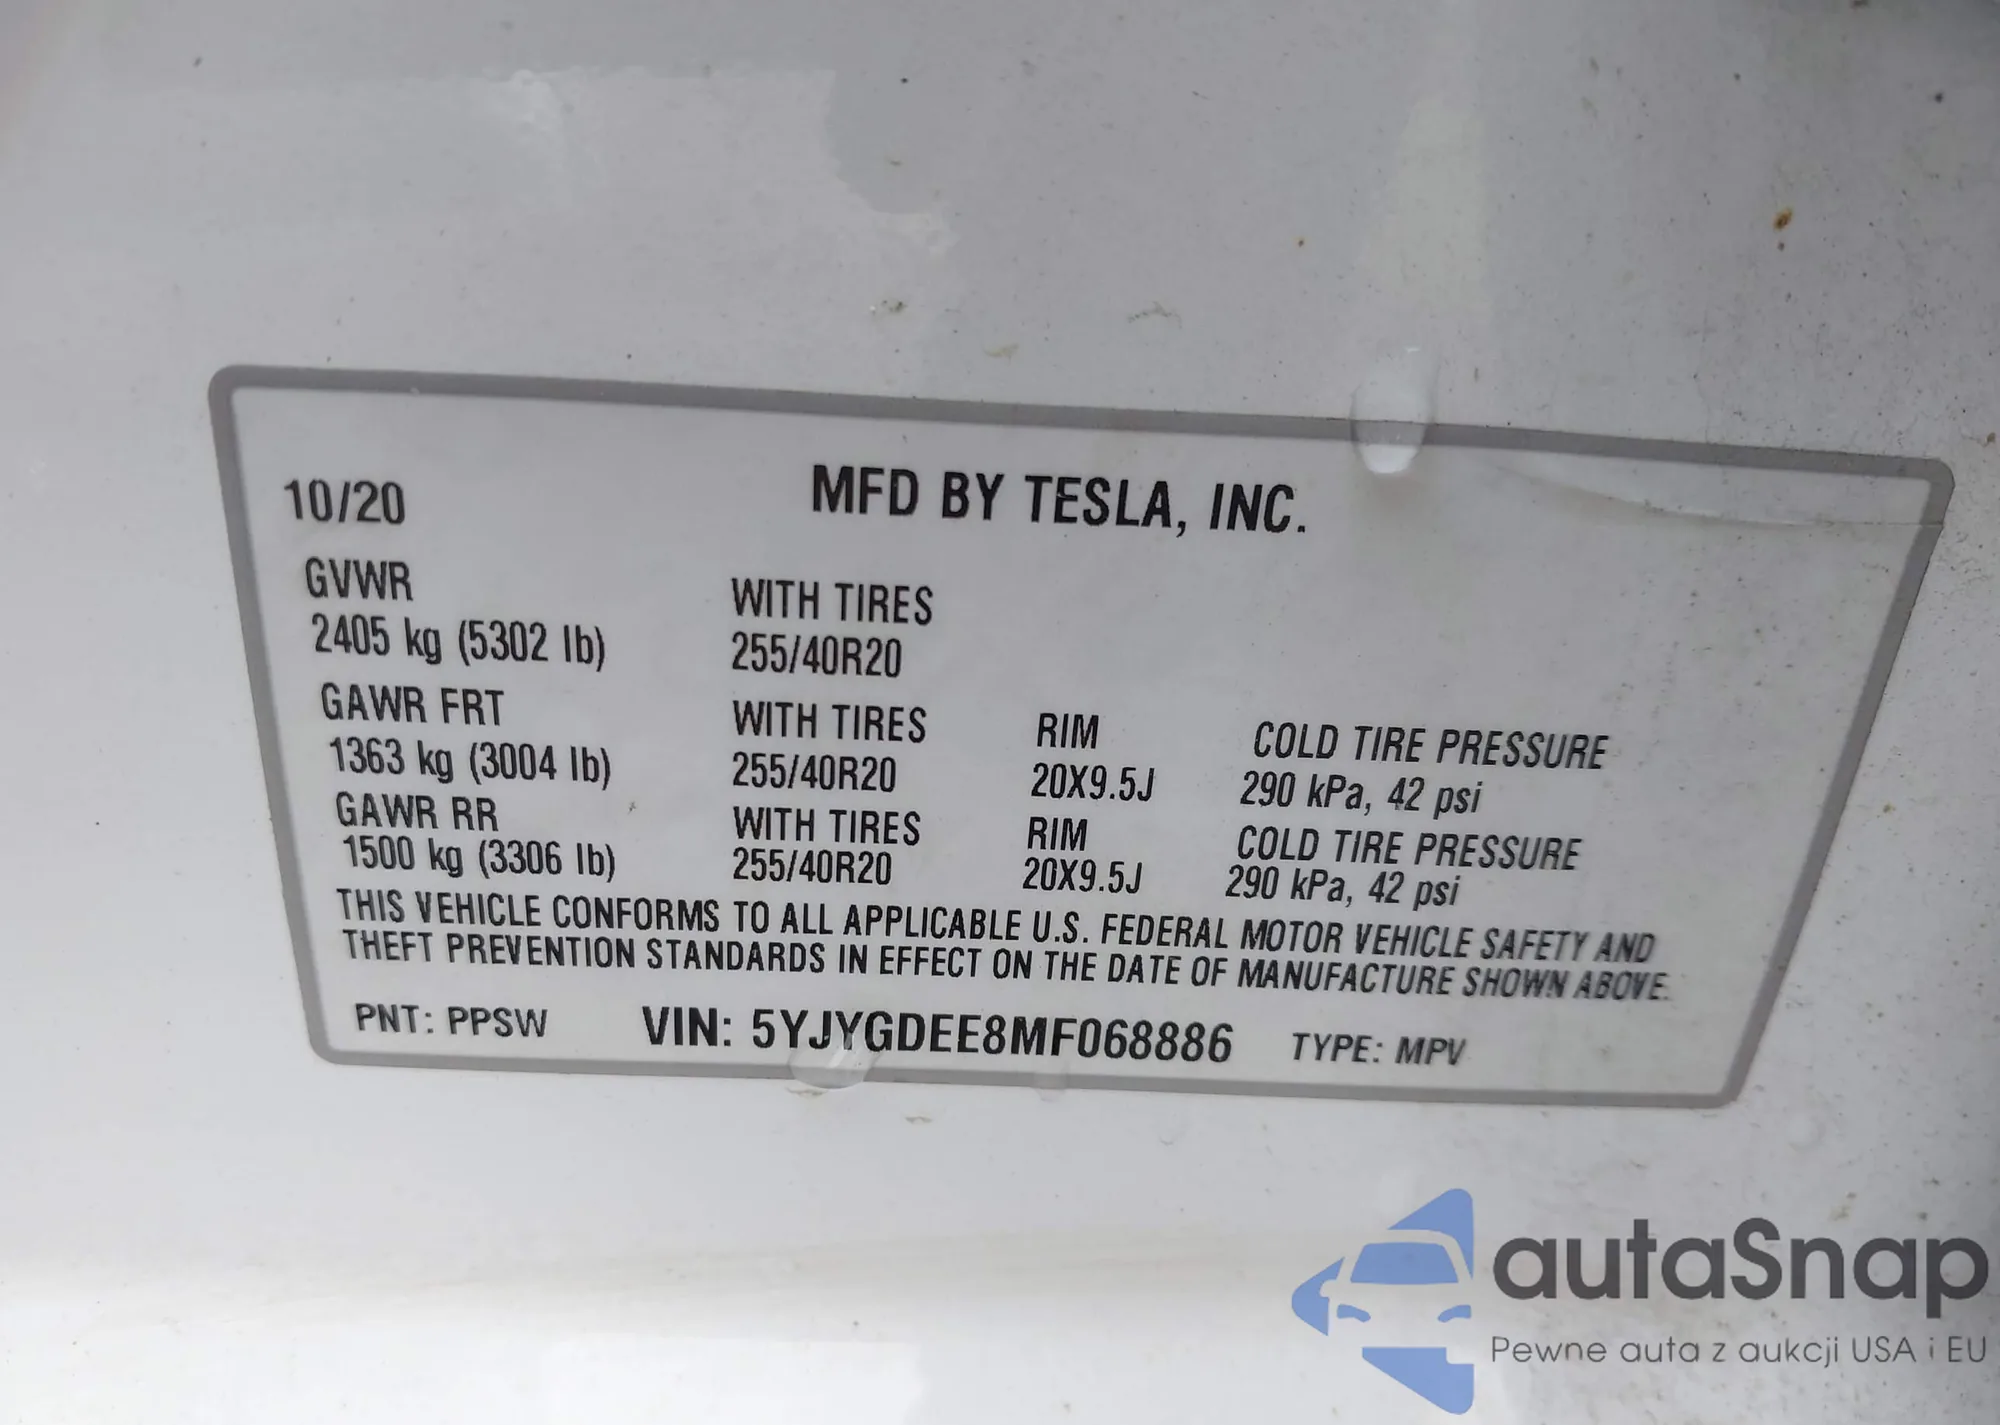 10/20 MFD BY TESLA, INC.
GVWR WITH TIRES
2405 kg (5302 lb) 255/40R20
GAWR FRT WITH TIRES RIM COLD TIRE PRESSURE
1363 kg (3004 lb) 255/40R20 20X9.5J 290 kPa, 42 psi
GAWR RR WITH TIRES RIM COLD TIRE PRESSURE
1500 kg (3306 lb) 255/40R20 20X9.5J 290 kPa, 42 psi
THIS VEHICLE CONFORMS TO ALL APPLICABLE U.S. FEDERAL MOTOR VEHICLE SAFETY AND
THEFT PREVENTION STANDARDS IN EFFECT ON THE DATE OF MANUFACTURE SHOWN ABOVE.
PNT: PPSW VIN: 5YJYGDEE8MF068886 TYPE: MPV
autaSnap
Pewne auta z aukcji USA i EU